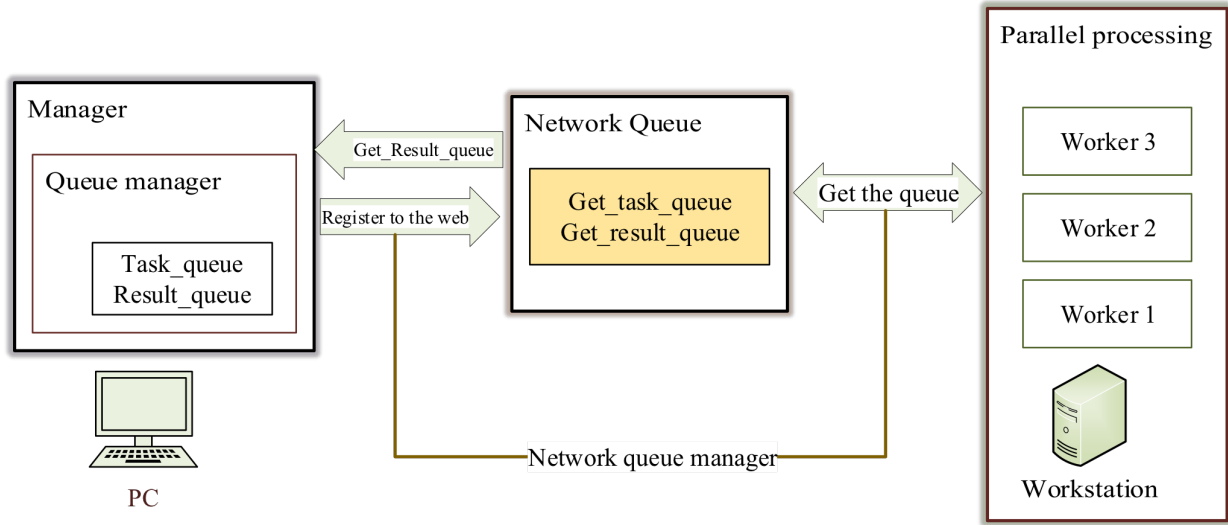 Manager
Queue manager
Task_queue
Result_queue
PC
Get_Result_queue
Register to the web
Network Queue
Get_task_queue
Get_result_queue
Get the queue
Network queue manager
Parallel processing
Worker 3
Worker 2
Worker 1
Workstation